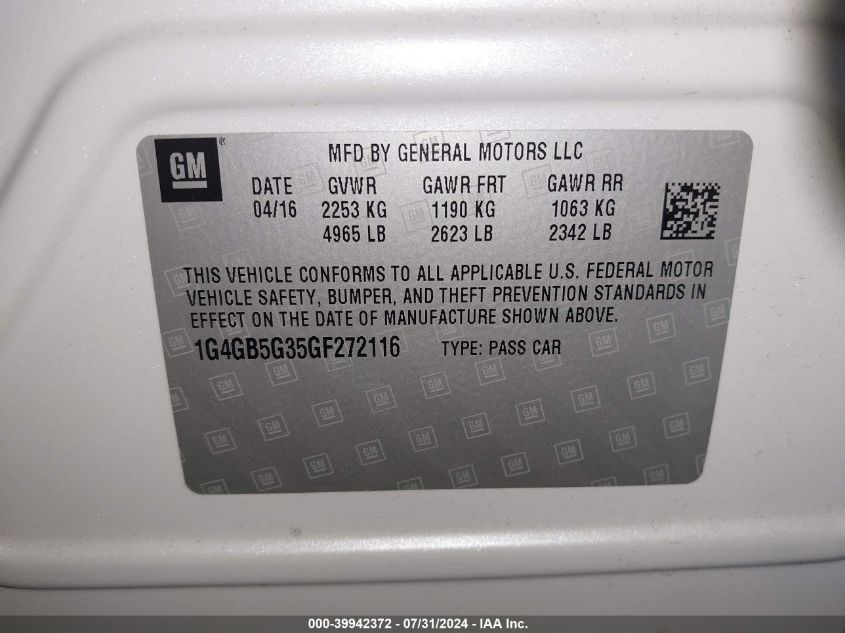 GM ®
MFD BY GENERAL MOTORS LLC
DATE GVWR GAWR FRT GAWR RR
04/16 2253 KG 1190 KG 1063 KG
4965 LB 2623 LB 2342 LB
THIS VEHICLE CONFORMS TO ALL APPLICABLE U.S. FEDERAL MOTOR
VEHICLE SAFETY, BUMPER, AND THEFT PREVENTION STANDARDS IN
EFFECT ON THE DATE OF MANUFACTURE SHOWN ABOVE.
1G4GB5G35GF272116 TYPE: PASS CAR
000-39942372 - 07/31/2024 - IAA Inc.